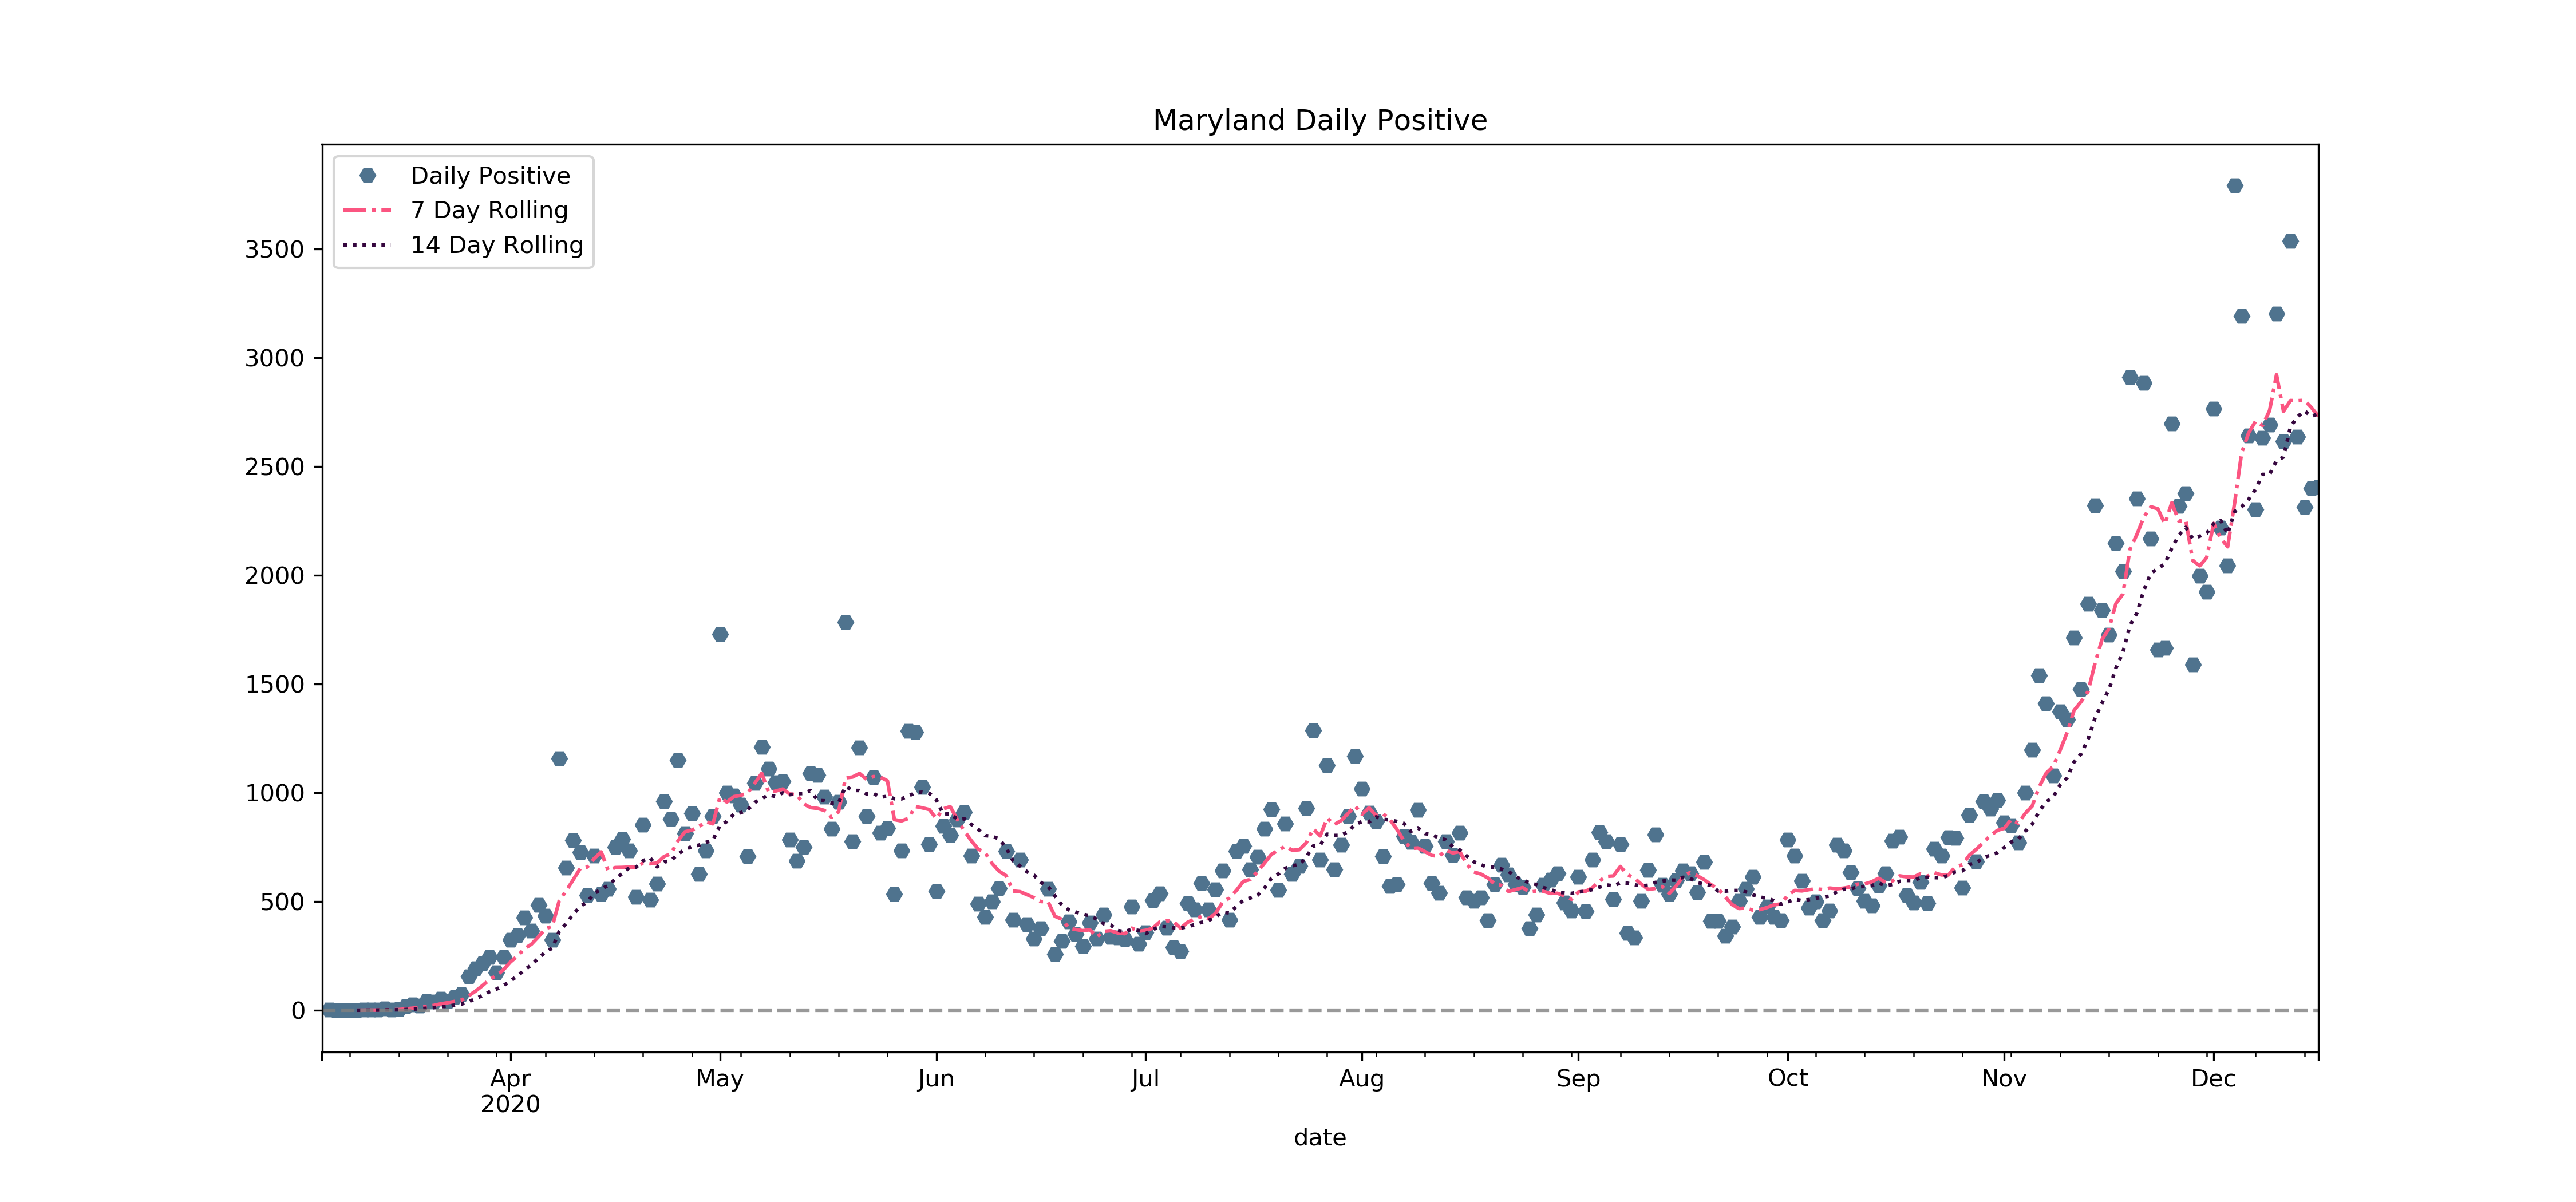 Maryland Daily Positive
Daily Positive
7 Day Rolling
14 Day Rolling
3500
3000
2500
2000
1500
1000
500
0
Apr May Jun Jul Aug Sep Oct Nov Dec
2020
date